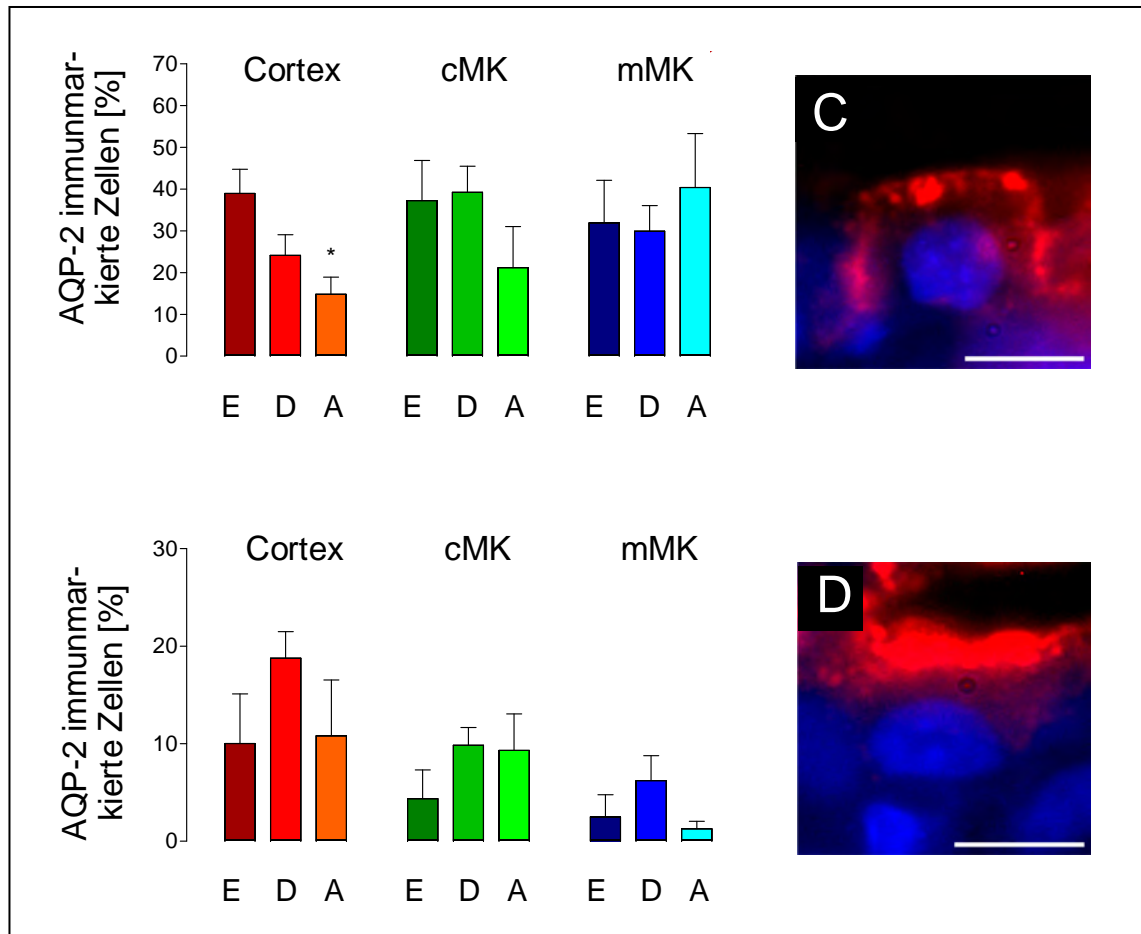 AQP-2 immunmar-
kierte Zellen [%]
70
60
50
40
30
20
10
0
Cortex cMK mMK
E D A E D A E D A
C
AQP-2 immunmar-
kierte Zellen [%]
30
20
10
0
Cortex cMK mMK
*
E D A E D A E D A
D